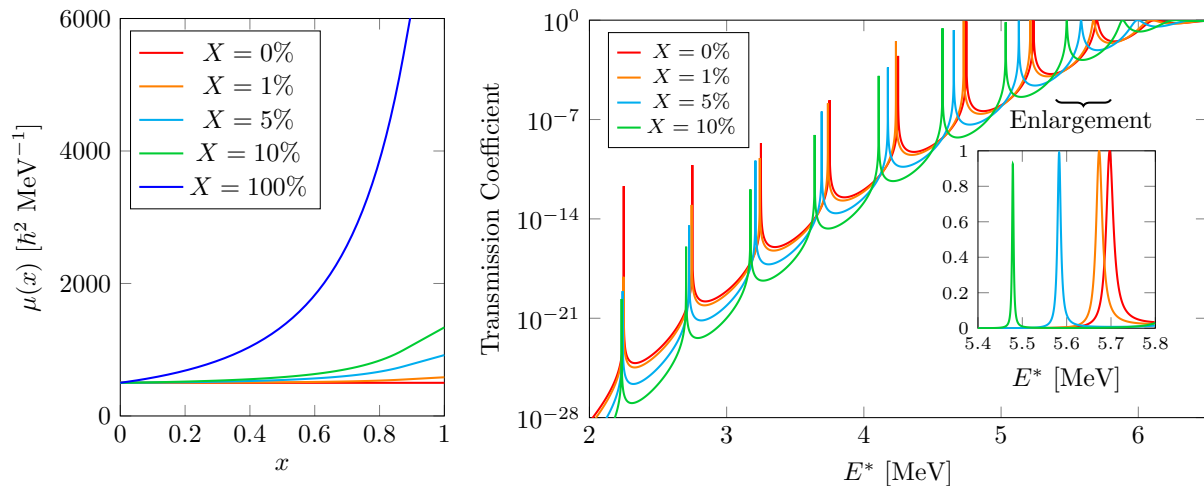 6000
4000
2000
0
0
0.2
0.4
0.6
0.8
1
x
μ(x) [ℏ² MeV⁻¹]
X = 0%
X = 1%
X = 5%
X = 10%
X = 100%
10⁰
10⁻⁷
10⁻¹⁴
10⁻²¹
10⁻²⁸
2
3
4
5
6
E* [MeV]
Transmission Coefficient
X = 0%
X = 1%
X = 5%
X = 10%
Enlargement
1
0.8
0.6
0.4
0.2
0
5.4
5.5
5.6
5.7
5.8
E* [MeV]